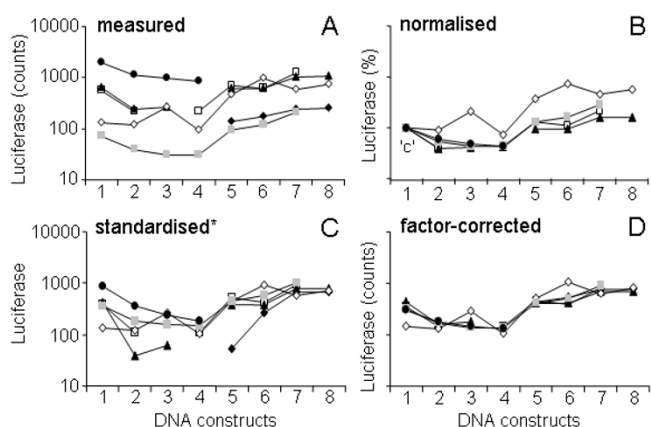 measured A
Luciferase (counts)
10000
1000
100
10
1 2 3 4 5 6 7 8
normalised B
Luciferase (%)
'c'
1 2 3 4 5 6 7 8
standardised* C
Luciferase
10000
1000
100
10
1 2 3 4 5 6 7 8
DNA constructs
factor-corrected D
Luciferase (counts)
1 2 3 4 5 6 7 8
DNA constructs